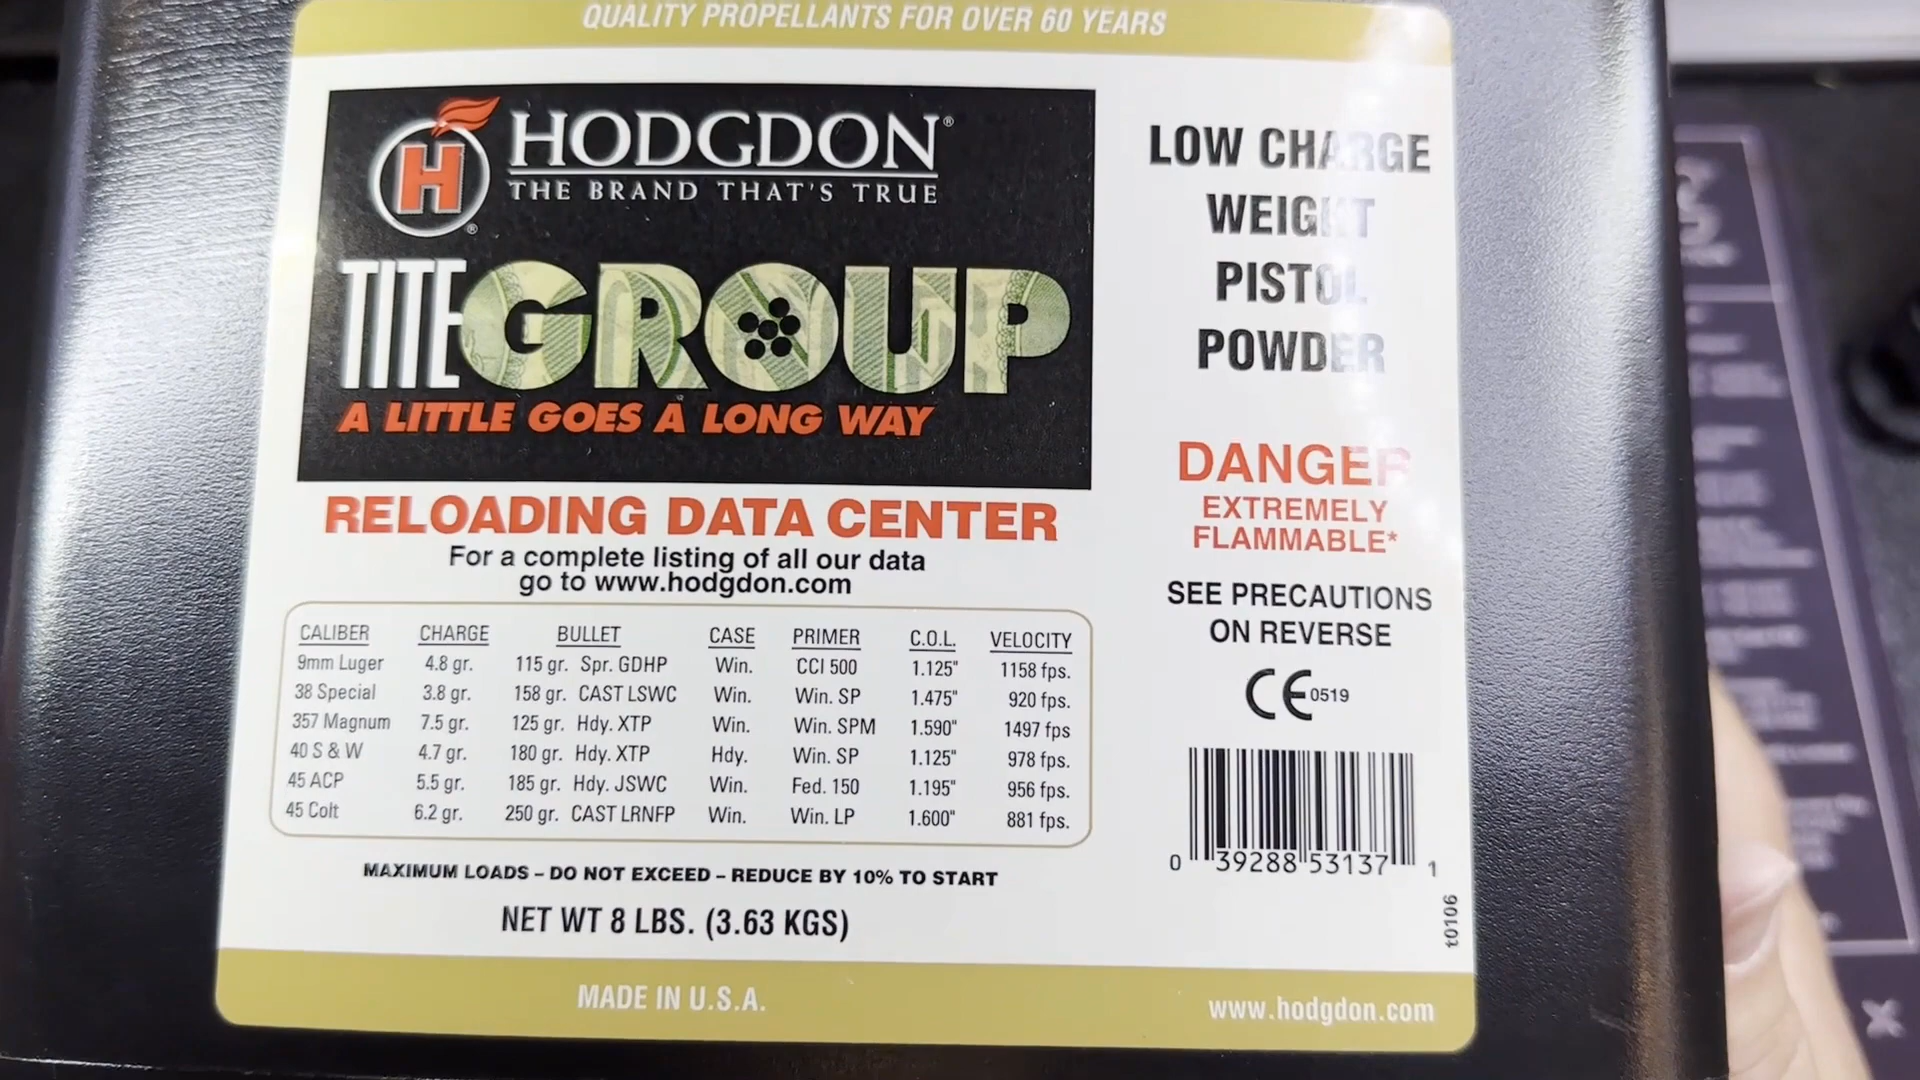 QUALITY PROPELLANTS FOR OVER 60 YEARS
H ®
HODGDON®
THE BRAND THAT'S TRUE
TITEGROUP
A LITTLE GOES A LONG WAY
LOW CHARGE
WEIGHT
PISTOL
POWDER
DANGER
EXTREMELY
FLAMMABLE*
SEE PRECAUTIONS
ON REVERSE
CE0519
RELOADING DATA CENTER
For a complete listing of all our data
go to www.hodgdon.com
CALIBER CHARGE BULLET CASE PRIMER C.O.L. VELOCITY
9mm Luger 4.8 gr. 115 gr. Spr. GDHP Win. CCI 500 1.125" 1158 fps.
38 Special 3.8 gr. 158 gr. CAST LSWC Win. Win. SP 1.475" 920 fps.
357 Magnum 7.5 gr. 125 gr. Hdy. XTP Win. Win. SPM 1.590" 1497 fps
40 S & W 4.7 gr. 180 gr. Hdy. XTP Hdy. Win. SP 1.125" 978 fps.
45 ACP 5.5 gr. 185 gr. Hdy. JSWC Win. Fed. 150 1.195" 956 fps.
45 Colt 6.2 gr. 250 gr. CAST LRNFP Win. Win. LP 1.600" 881 fps.
MAXIMUM LOADS – DO NOT EXCEED – REDUCE BY 10% TO START
NET WT 8 LBS. (3.63 KGS)
0 39288 53137 1
t0106
MADE IN U.S.A.
www.hodgdon.com